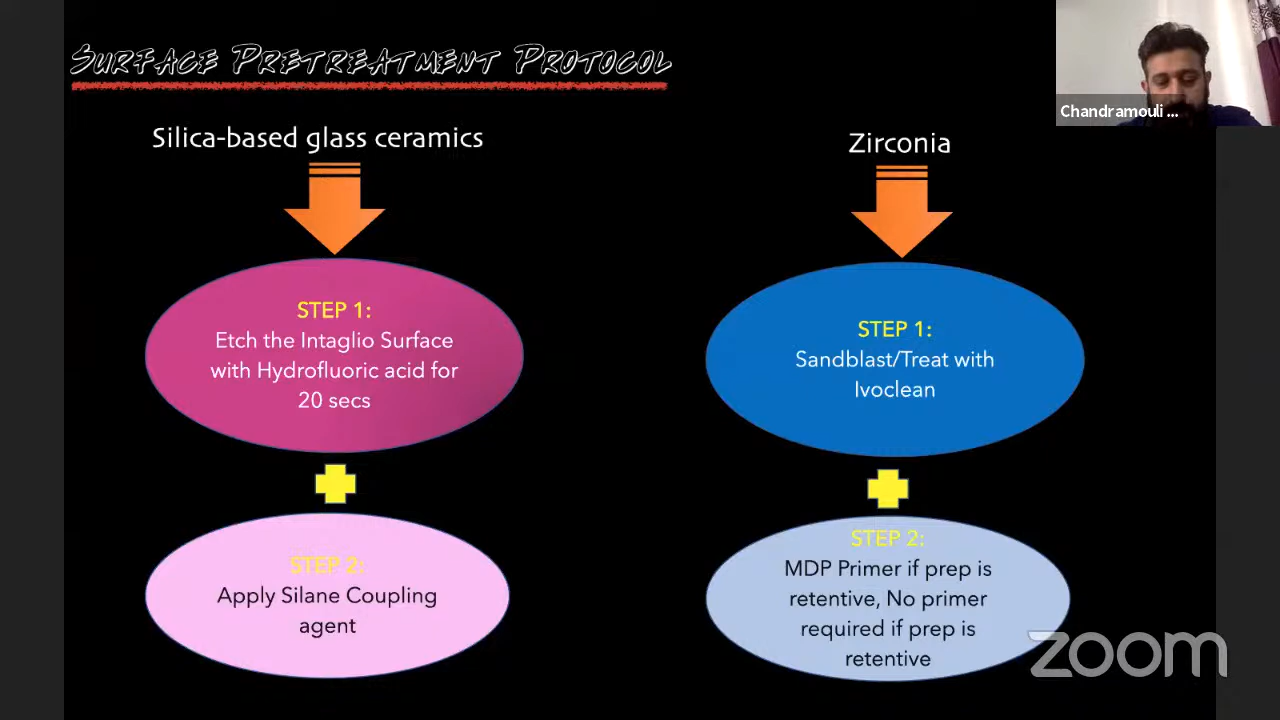 Surface Pretreatment Protocol
Silica-based glass ceramics
STEP 1:
Etch the Intaglio Surface
with Hydrofluoric acid for
20 secs
STEP 2:
Apply Silane Coupling
agent
Zirconia
STEP 1:
Sandblast/Treat with
Ivoclean
STEP 2:
MDP Primer if prep is
retentive, No primer
required if prep is
retentive
Chandramouli ...
zoom